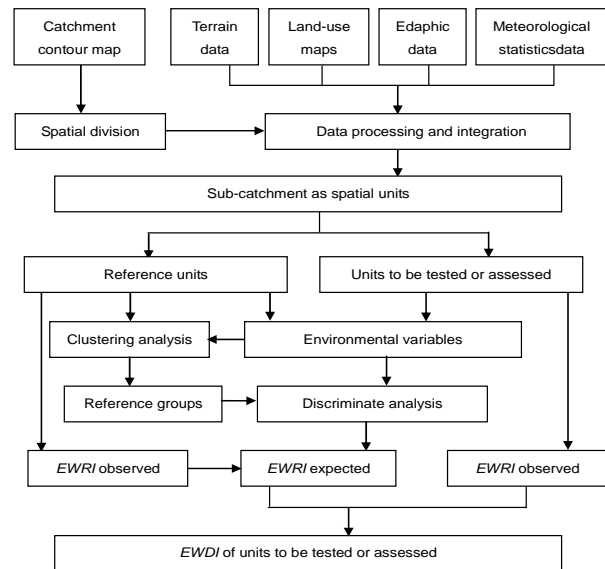 Catchment
contour map
Terrain
data
Land-use
maps
Edaphic
data
Meteorological
statisticsdata
Spatial division
Data processing and integration
Sub-catchment as spatial units
Reference units
Units to be tested or assessed
Clustering analysis
Environmental variables
Reference groups
Discriminate analysis
EWRI observed
EWRI expected
EWRI observed
EWDI of units to be tested or assessed